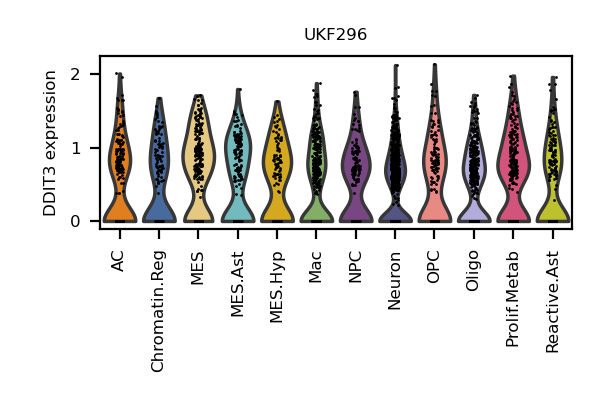 UKF296
DDIT3 expression
2
1
0
AC
Chromatin.Reg
MES
MES.Ast
MES.Hyp
Mac
NPC
Neuron
OPC
Oligo
Prolif.Metab
Reactive.Ast